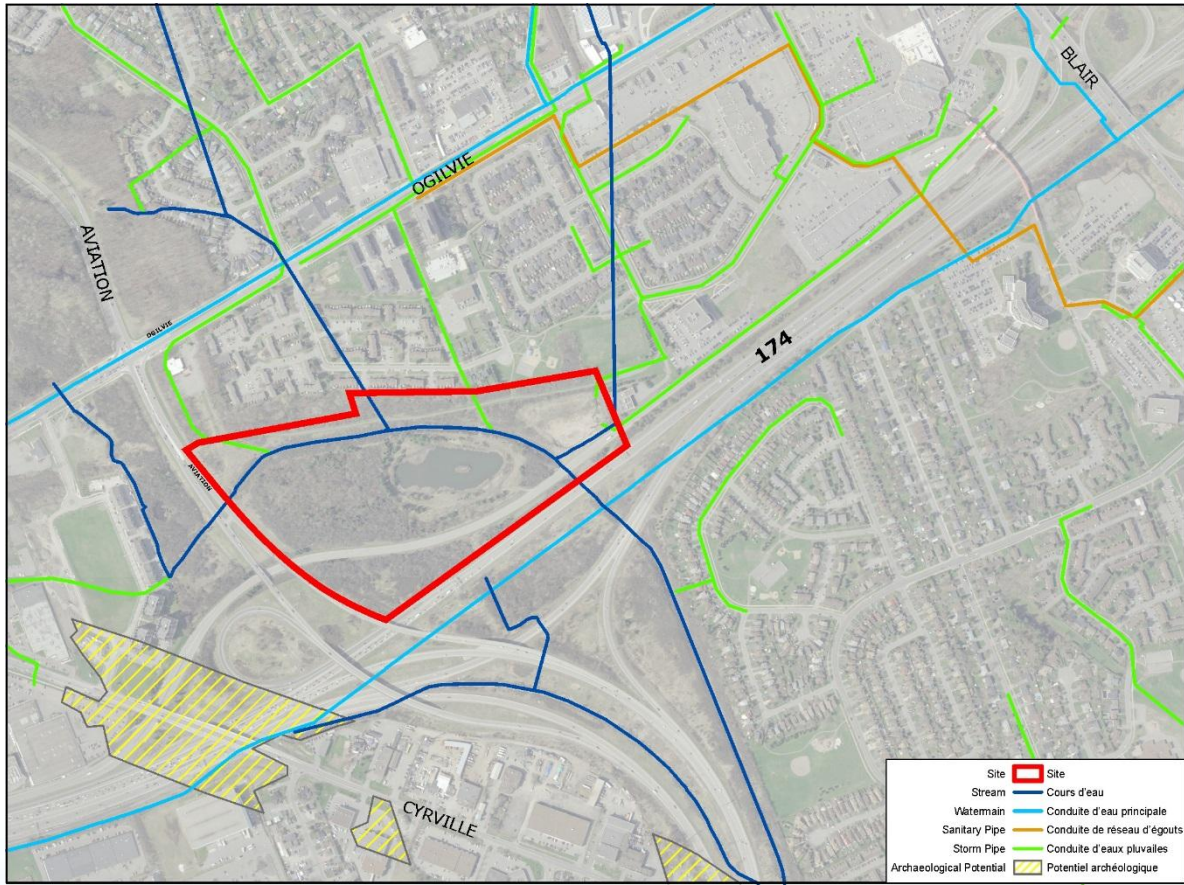 BLAIR
OGILVIE
AVIATION
OGILVIE
174
AVIATION
CYRVILLE
Site Site
Stream Cours d'eau
Watermain Conduite d'eau principale
Sanitary Pipe Conduite de réseau d'égouts
Storm Pipe Conduite d'eaux pluvailes
Archaeological Potential Potentiel archéologique